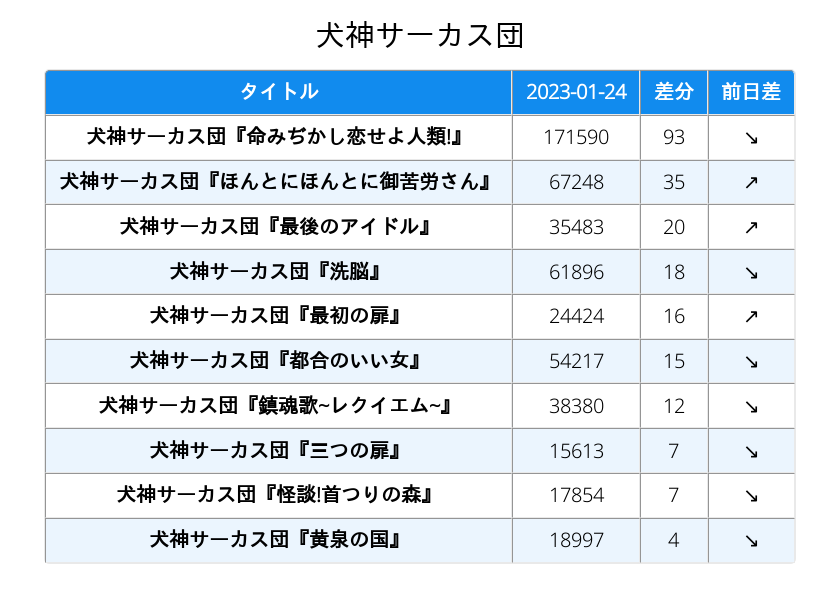 犬神サーカス団
タイトル 2023-01-24 差分 前日差
犬神サーカス団『命みぢかし恋せよ人類!』 171590 93 ↘
犬神サーカス団『ほんとにほんとに御苦労さん』 67248 35 ↗
犬神サーカス団『最後のアイドル』 35483 20 ↗
犬神サーカス団『洗脳』 61896 18 ↘
犬神サーカス団『最初の扉』 24424 16 ↗
犬神サーカス団『都合のいい女』 54217 15 ↘
犬神サーカス団『鎮魂歌~レクイエム~』 38380 12 ↘
犬神サーカス団『三つの扉』 15613 7 ↘
犬神サーカス団『怪談!首つりの森』 17854 7 ↘
犬神サーカス団『黄泉の国』 18997 4 ↘